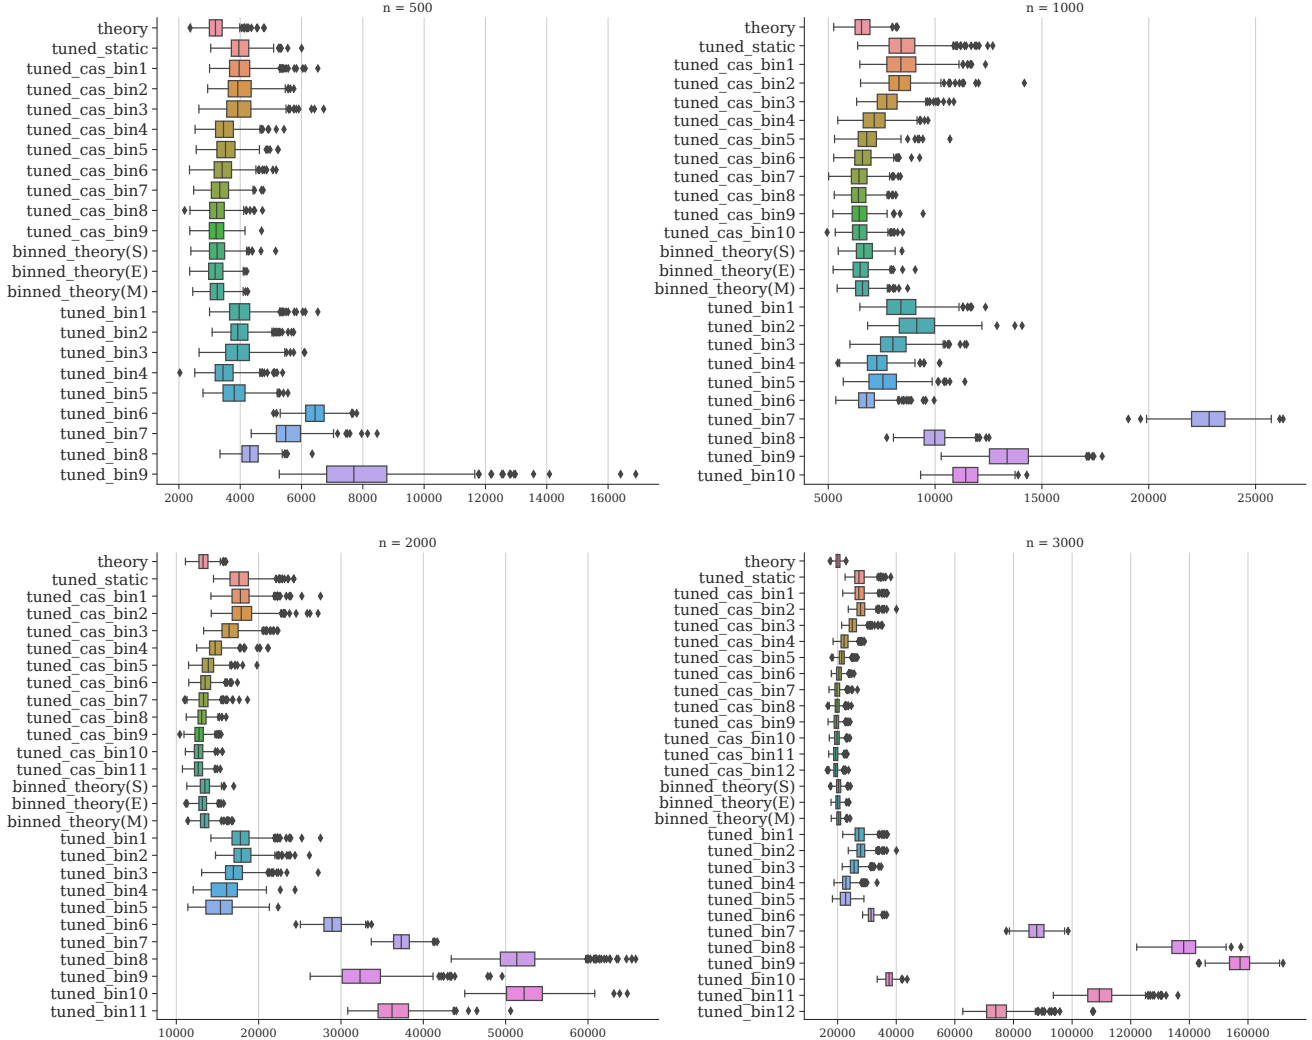 n = 500
theory
tuned_static
tuned_cas_bin1
tuned_cas_bin2
tuned_cas_bin3
tuned_cas_bin4
tuned_cas_bin5
tuned_cas_bin6
tuned_cas_bin7
tuned_cas_bin8
tuned_cas_bin9
binned_theory(S)
binned_theory(E)
binned_theory(M)
tuned_bin1
tuned_bin2
tuned_bin3
tuned_bin4
tuned_bin5
tuned_bin6
tuned_bin7
tuned_bin8
tuned_bin9
2000 4000 6000 8000 10000 12000 14000 16000
n = 1000
theory
tuned_static
tuned_cas_bin1
tuned_cas_bin2
tuned_cas_bin3
tuned_cas_bin4
tuned_cas_bin5
tuned_cas_bin6
tuned_cas_bin7
tuned_cas_bin8
tuned_cas_bin9
tuned_cas_bin10
binned_theory(S)
binned_theory(E)
binned_theory(M)
tuned_bin1
tuned_bin2
tuned_bin3
tuned_bin4
tuned_bin5
tuned_bin6
tuned_bin7
tuned_bin8
tuned_bin9
tuned_bin10
5000 10000 15000 20000 25000
n = 2000
theory
tuned_static
tuned_cas_bin1
tuned_cas_bin2
tuned_cas_bin3
tuned_cas_bin4
tuned_cas_bin5
tuned_cas_bin6
tuned_cas_bin7
tuned_cas_bin8
tuned_cas_bin9
tuned_cas_bin10
tuned_cas_bin11
binned_theory(S)
binned_theory(E)
binned_theory(M)
tuned_bin1
tuned_bin2
tuned_bin3
tuned_bin4
tuned_bin5
tuned_bin6
tuned_bin7
tuned_bin8
tuned_bin9
tuned_bin10
tuned_bin11
10000 20000 30000 40000 50000 60000
n = 3000
theory
tuned_static
tuned_cas_bin1
tuned_cas_bin2
tuned_cas_bin3
tuned_cas_bin4
tuned_cas_bin5
tuned_cas_bin6
tuned_cas_bin7
tuned_cas_bin8
tuned_cas_bin9
tuned_cas_bin10
tuned_cas_bin11
tuned_cas_bin12
binned_theory(S)
binned_theory(E)
binned_theory(M)
tuned_bin1
tuned_bin2
tuned_bin3
tuned_bin4
tuned_bin5
tuned_bin6
tuned_bin7
tuned_bin8
tuned_bin9
tuned_bin10
tuned_bin11
tuned_bin12
20000 40000 60000 80000 100000 120000 140000 160000